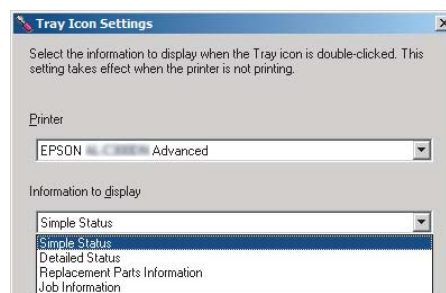 Tray Icon Settings
Select the information to display when the Tray icon is double-clicked. This
setting takes effect when the printer is not printing.
Printer
EPSON Advanced
Information to display
Simple Status
Simple Status
Detailed Status
Replacement Parts Information
Job Information